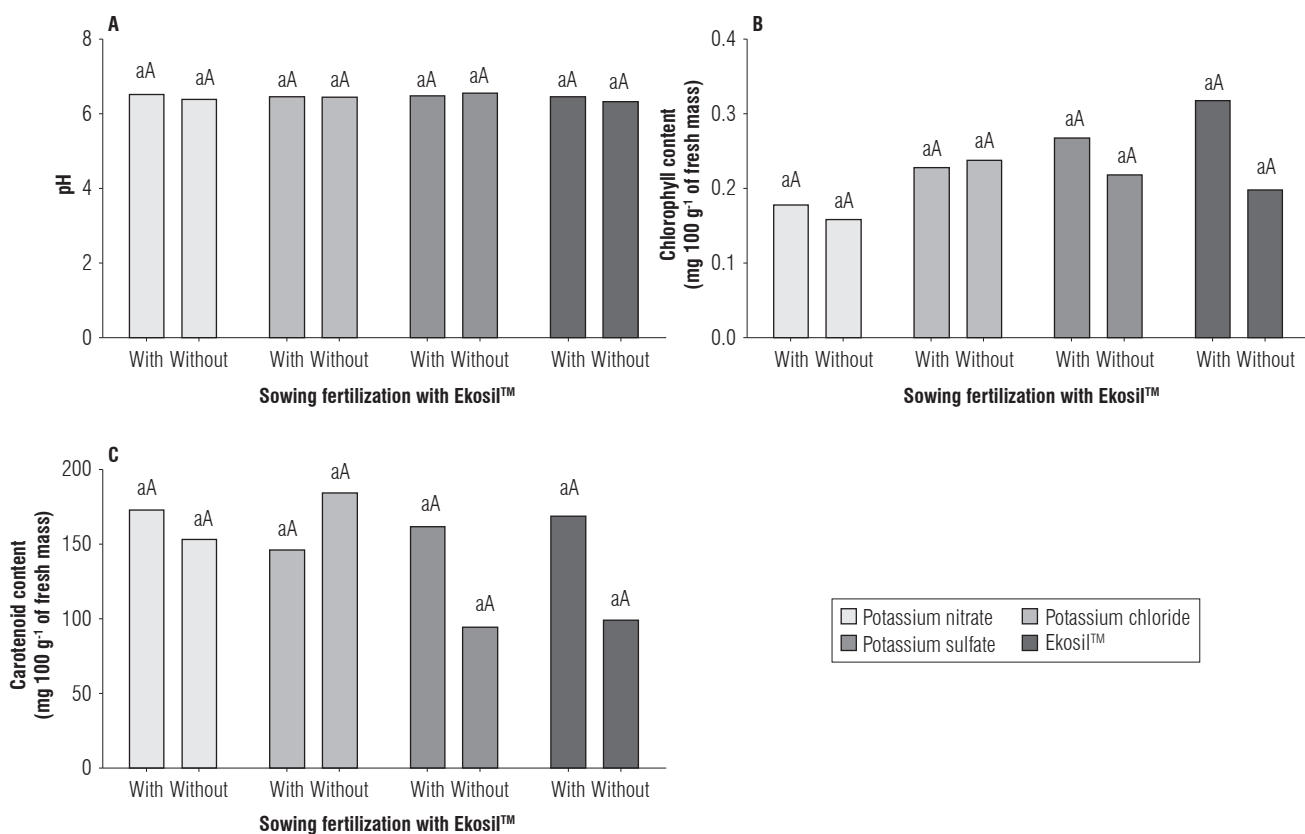 A
8
6
4
2
0
pH
aA aA aA aA aA aA aA aA
With Without With Without With Without With Without
Sowing fertilization with Ekosil™
B
0.4
0.3
0.2
0.1
0.0
Chlorophyll content
(mg 100 g⁻¹ of fresh mass)
aA aA aA aA aA aA aA aA
With Without With Without With Without With Without
Sowing fertilization with Ekosil™
C
200
150
100
50
0
Carotenoid content
(mg 100 g⁻¹ of fresh mass)
aA aA aA aA aA aA aA aA
With Without With Without With Without With Without
Sowing fertilization with Ekosil™
Potassium nitrate Potassium chloride
Potassium sulfate Ekosil™